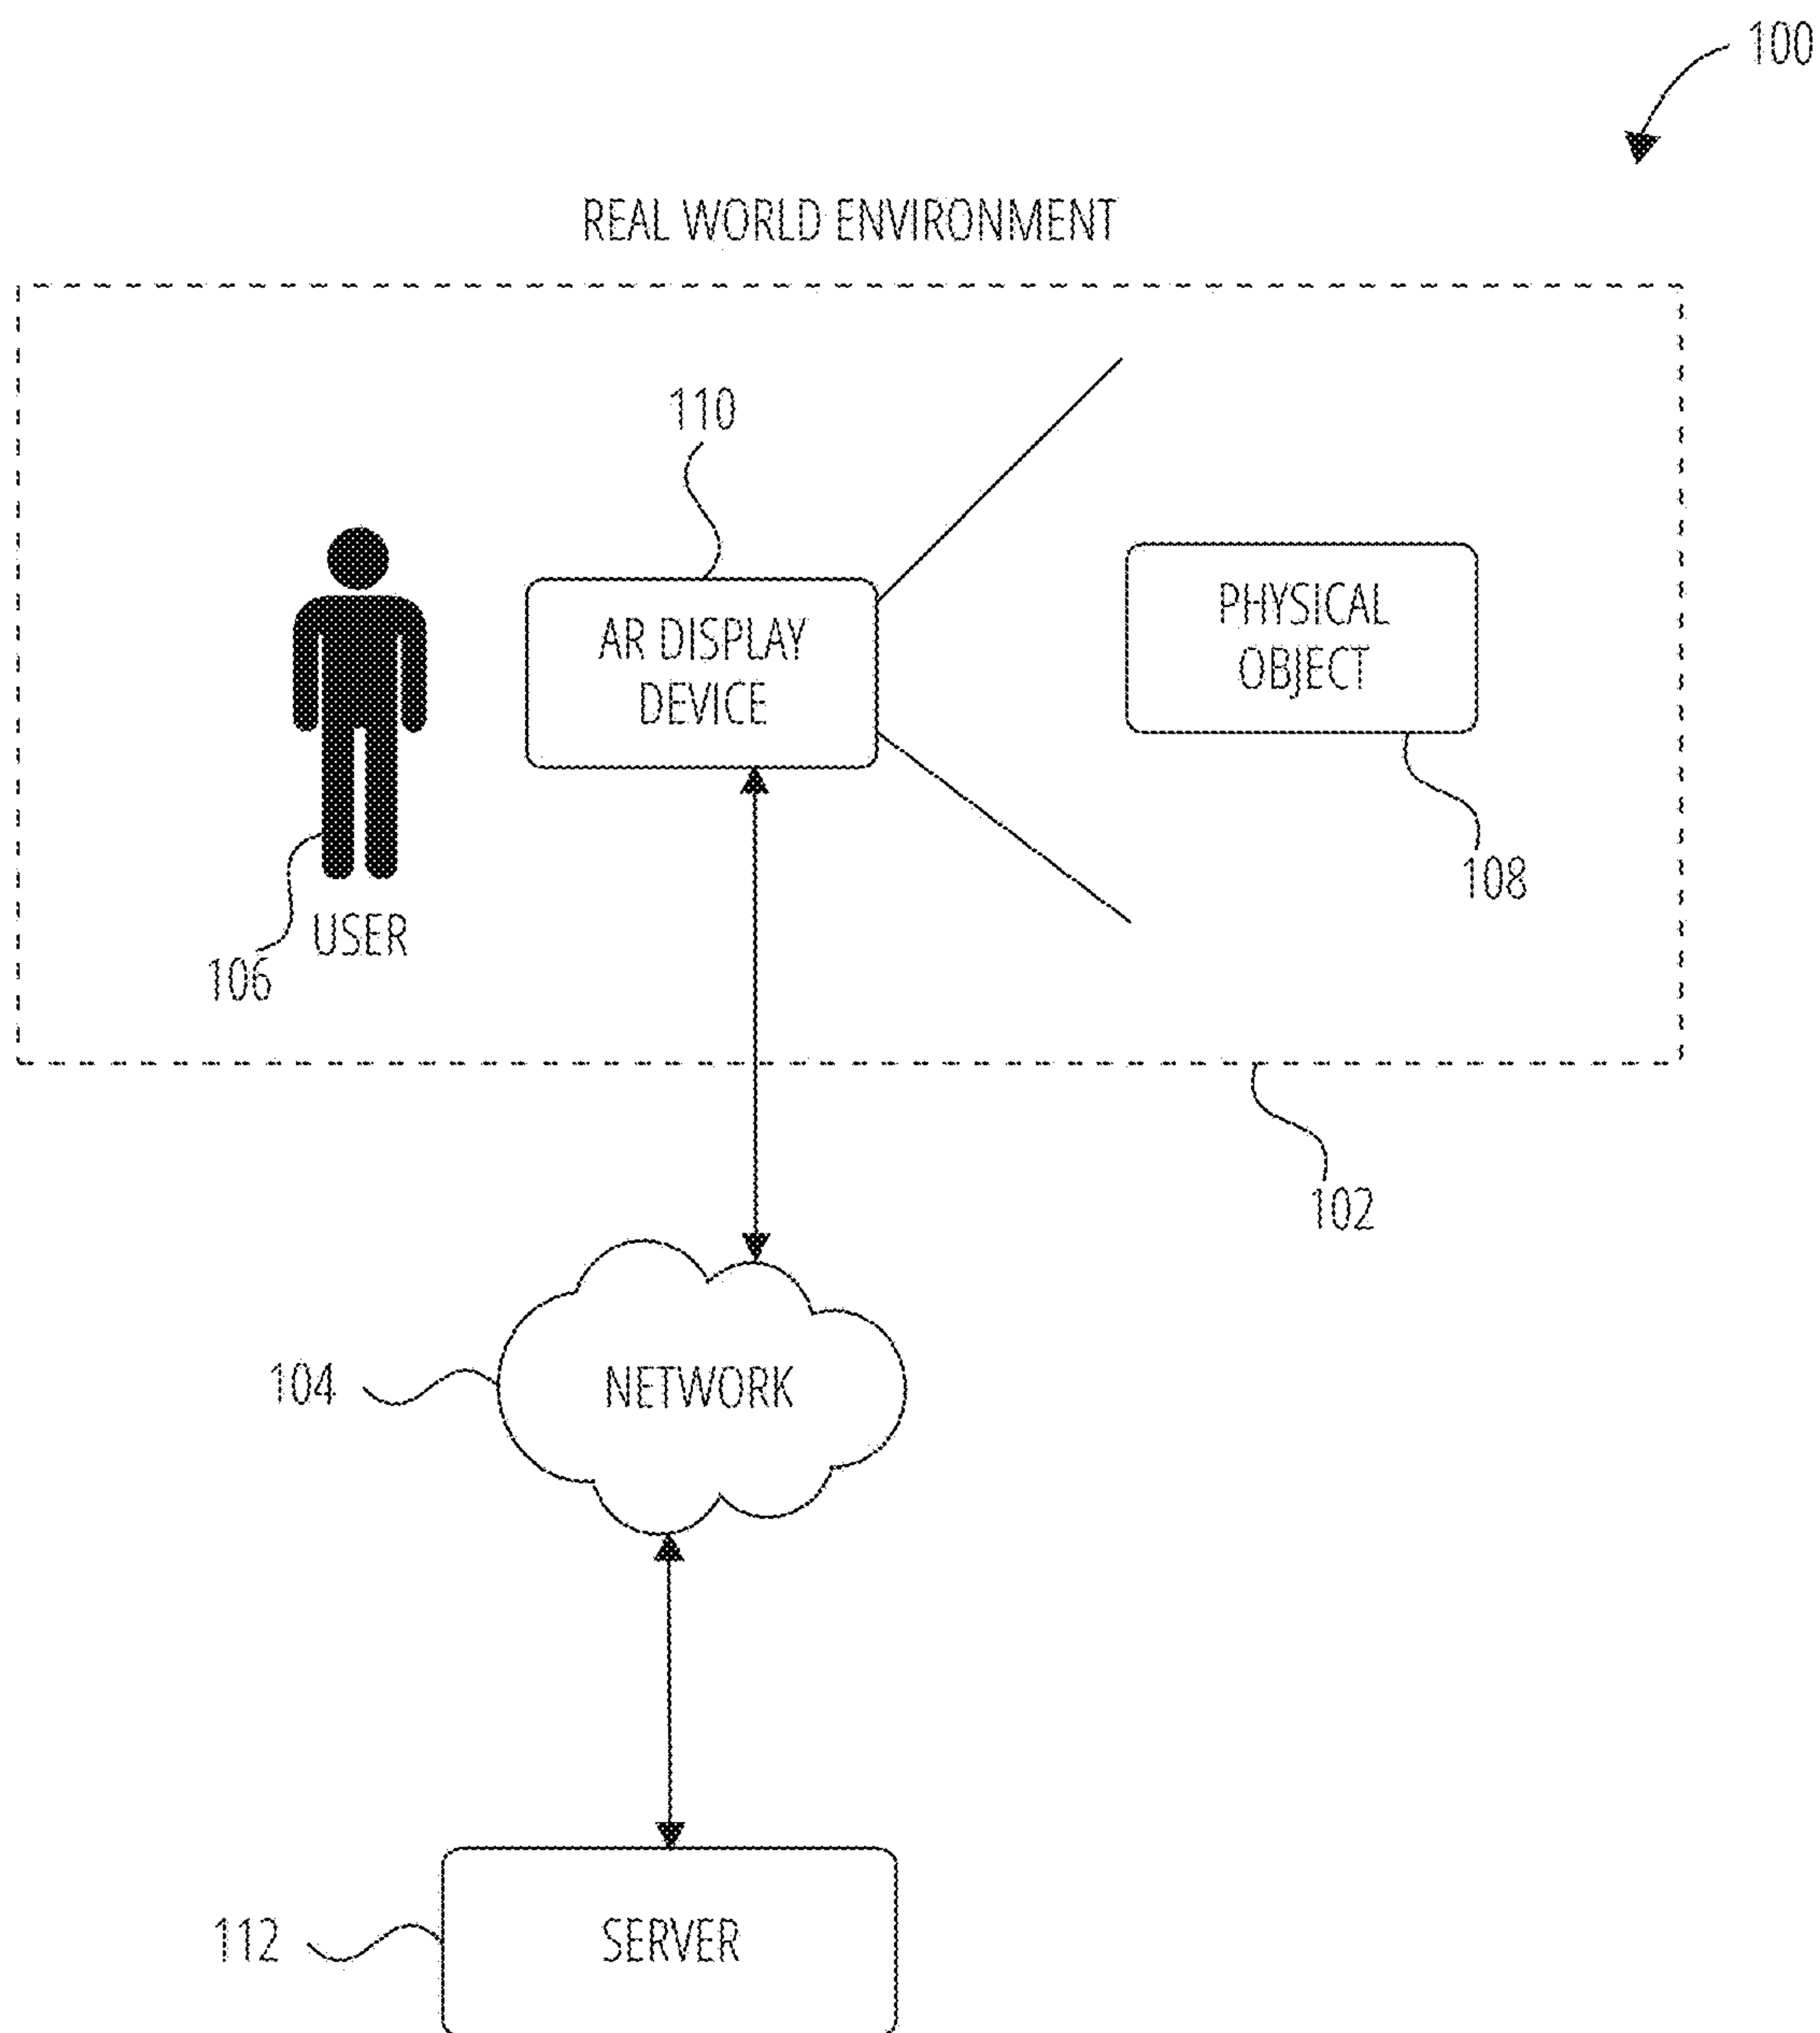 100
REAL WORLD ENVIRONMENT
110
AR DISPLAY
DEVICE
PHYSICAL
OBJECT
108
USER
106
102
104
NETWORK
112
SERVER